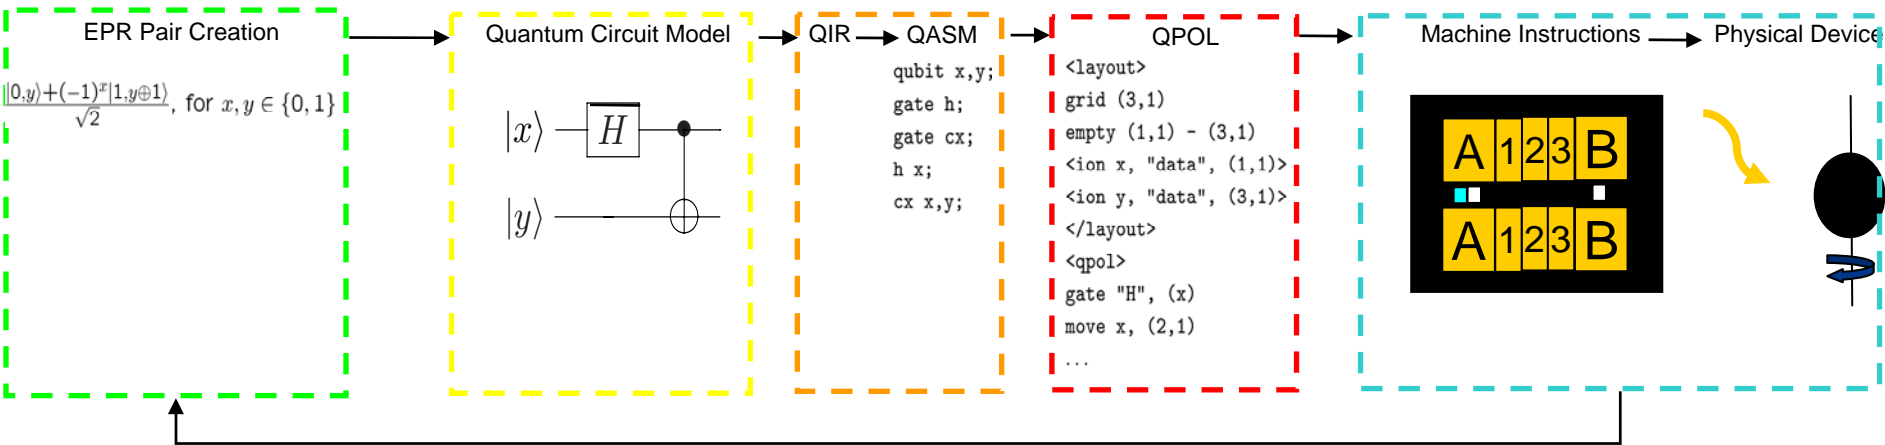 EPR Pair Creation
|0,y⟩+(-1)^x|1,y⊕1⟩ / √2, for x, y ∈ {0, 1}
Quantum Circuit Model
|x⟩ H
|y⟩
QIR QASM
qubit x,y;
gate h;
gate cx;
h x;
cx x,y;
QPOL
<layout>
grid (3,1)
empty (1,1) - (3,1)
<ion x, "data", (1,1)>
<ion y, "data", (3,1)>
</layout>
<qpol>
gate "H", (x)
move x, (2,1)
...
Machine Instructions Physical Device
A 1 2 3 B
A 1 2 3 B